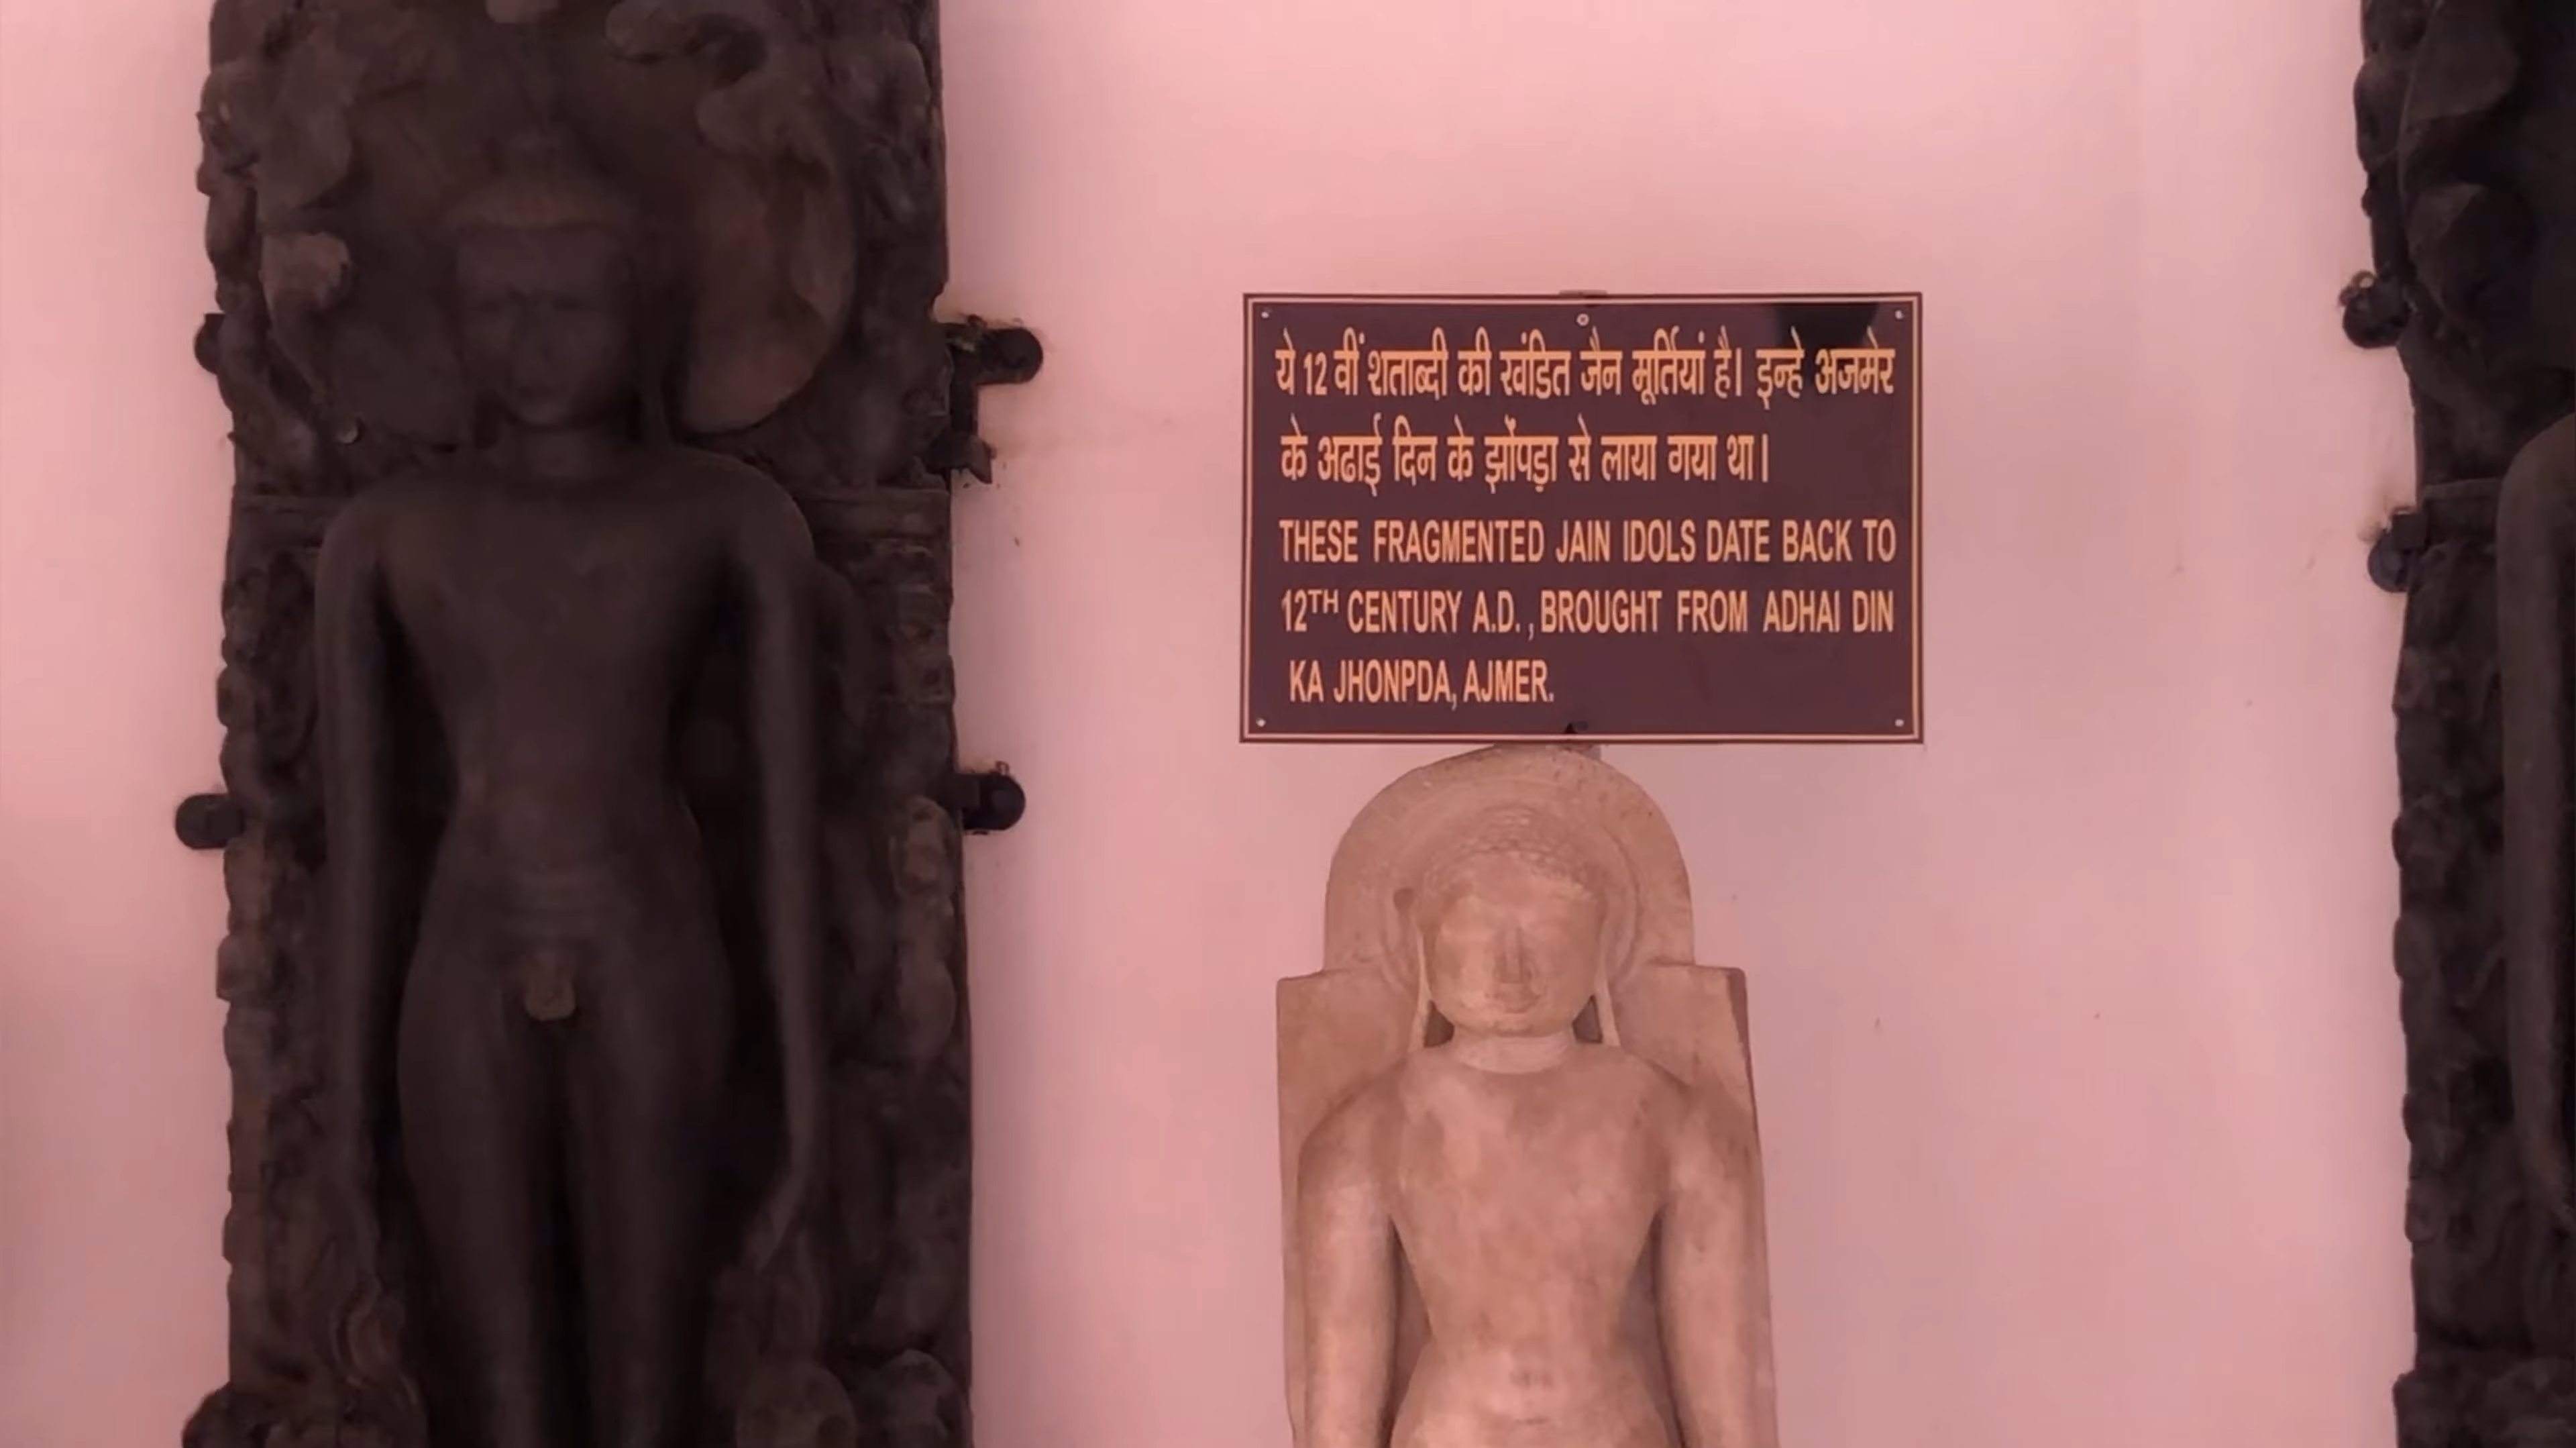 ये 12 वीं शताब्दी की खंडित जैन मूर्तियां है। इन्हे अजमेर
के अढाई दिन के झोंपड़ा से लाया गया था।
THESE FRAGMENTED JAIN IDOLS DATE BACK TO
12TH CENTURY A.D., BROUGHT FROM ADHAI DIN
KA JHONPDA, AJMER.